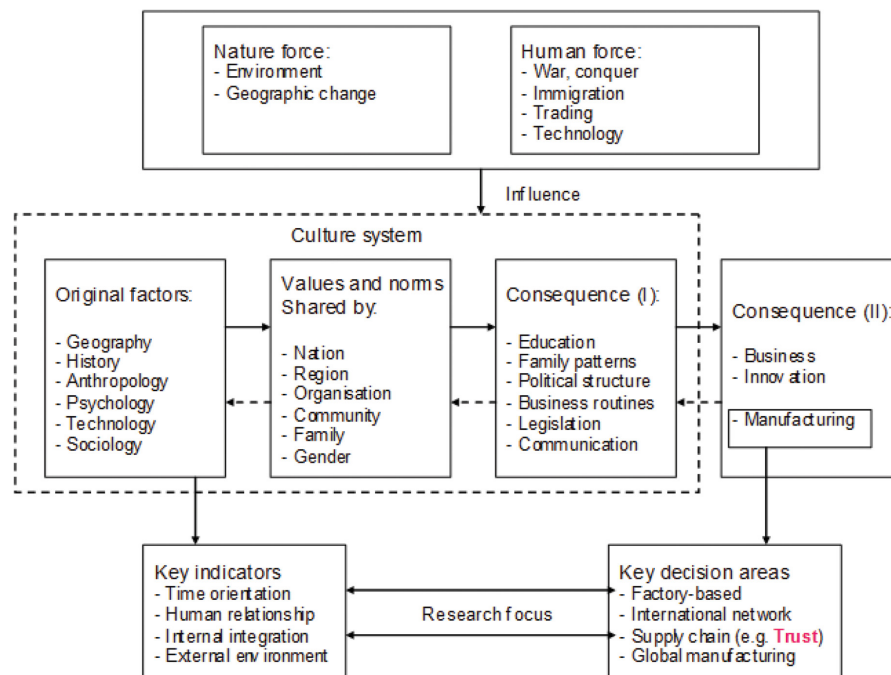 Nature force:
- Environment
- Geographic change
Human force:
- War, conquer
- Immigration
- Trading
- Technology
Influence
Culture system
Original factors:
- Geography
- History
- Anthropology
- Psychology
- Technology
- Sociology
Values and norms
Shared by:
- Nation
- Region
- Organisation
- Community
- Family
- Gender
Consequence (I):
- Education
- Family patterns
- Political structure
- Business routines
- Legislation
- Communication
Consequence (II):
- Business
- Innovation
- Manufacturing
Key indicators
- Time orientation
- Human relationship
- Internal integration
- External environment
Research focus
Key decision areas
- Factory-based
- International network
- Supply chain (e.g. Trust)
- Global manufacturing